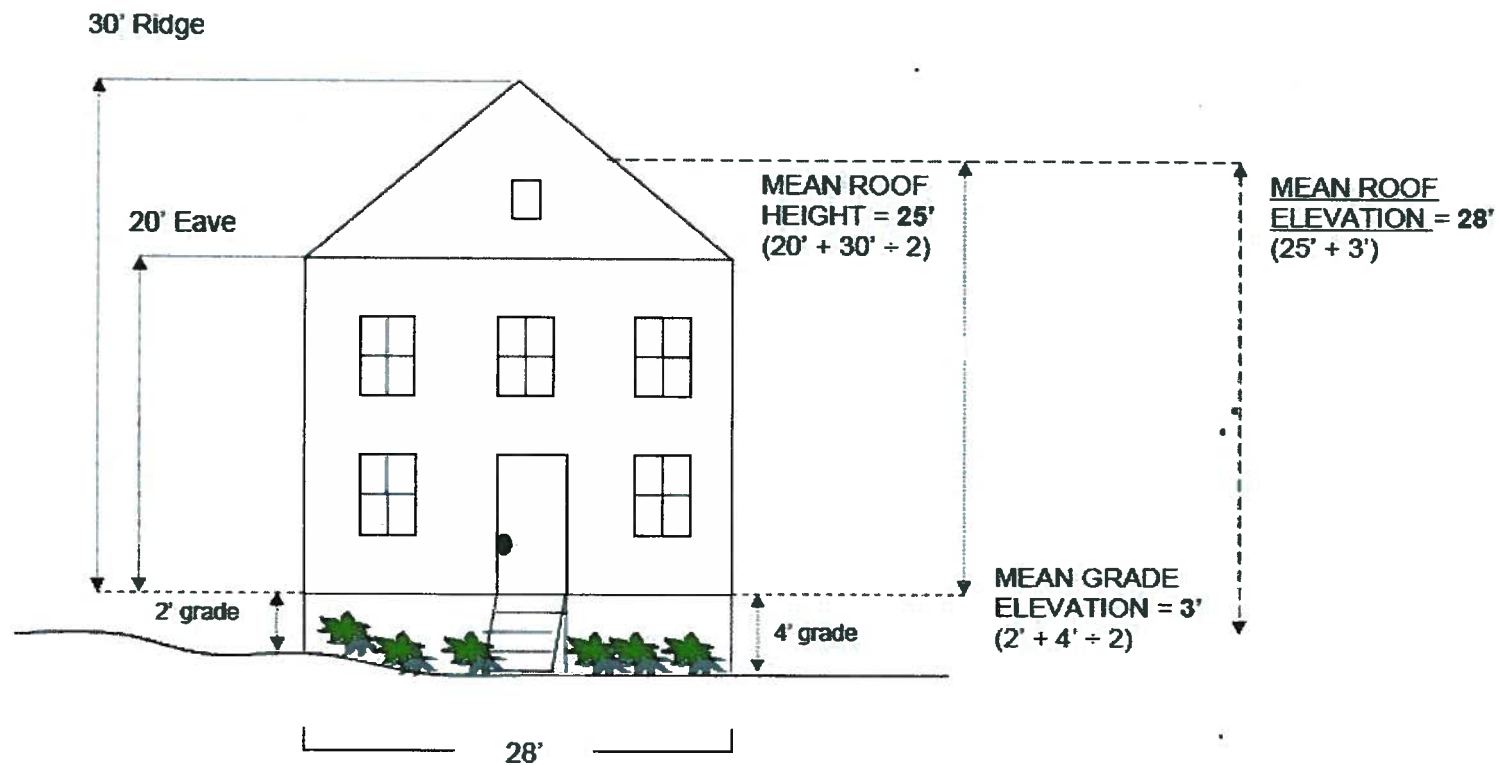 30' Ridge
20' Eave
MEAN ROOF
HEIGHT = 25'
(20' + 30' ÷ 2)
MEAN ROOF
ELEVATION = 28'
(25' + 3')
2' grade
4' grade
MEAN GRADE
ELEVATION = 3'
(2' + 4' ÷ 2)
28'